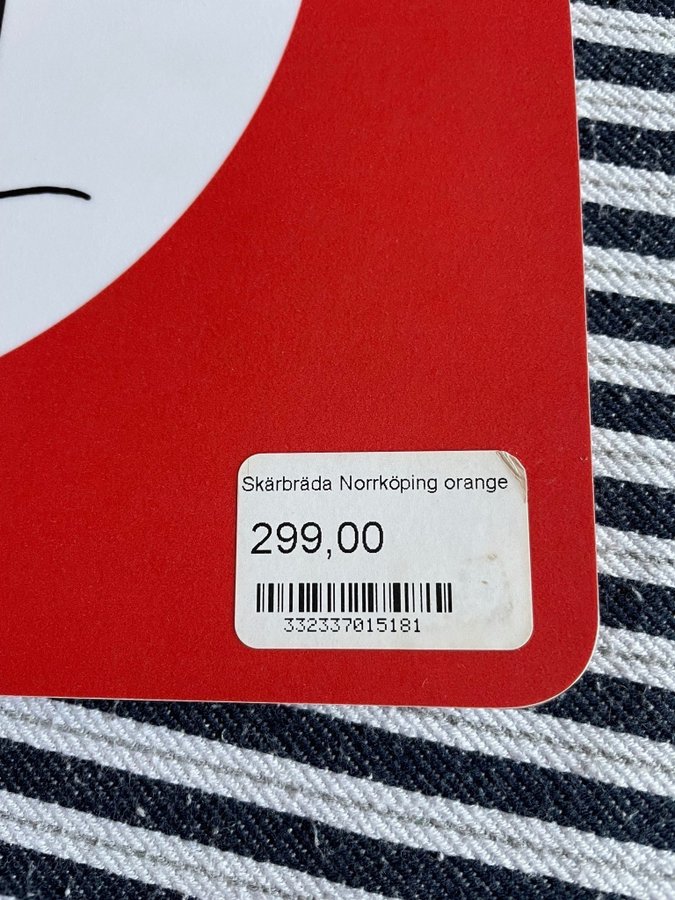 Skärbräda Norrköping orange
299,00
332337015181